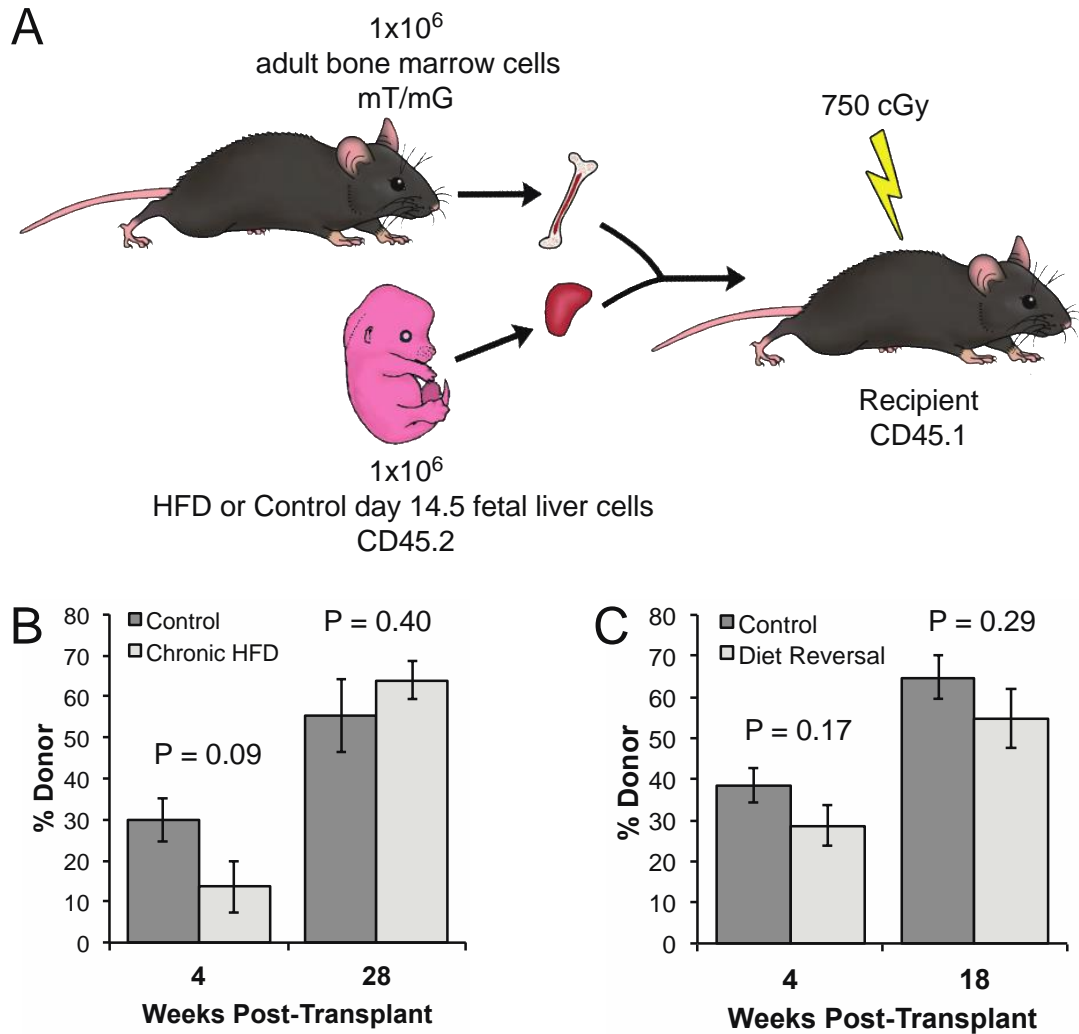 A
1x10⁶
adult bone marrow cells
mT/mG
750 cGy
Recipient
CD45.1
1x10⁶
HFD or Control day 14.5 fetal liver cells
CD45.2
B
% Donor
80
70
60
50
40
30
20
10
0
Control
Chronic HFD
P = 0.09
P = 0.40
4
28
Weeks Post-Transplant
C
% Donor
80
70
60
50
40
30
20
10
0
Control
Diet Reversal
P = 0.17
P = 0.29
4
18
Weeks Post-Transplant